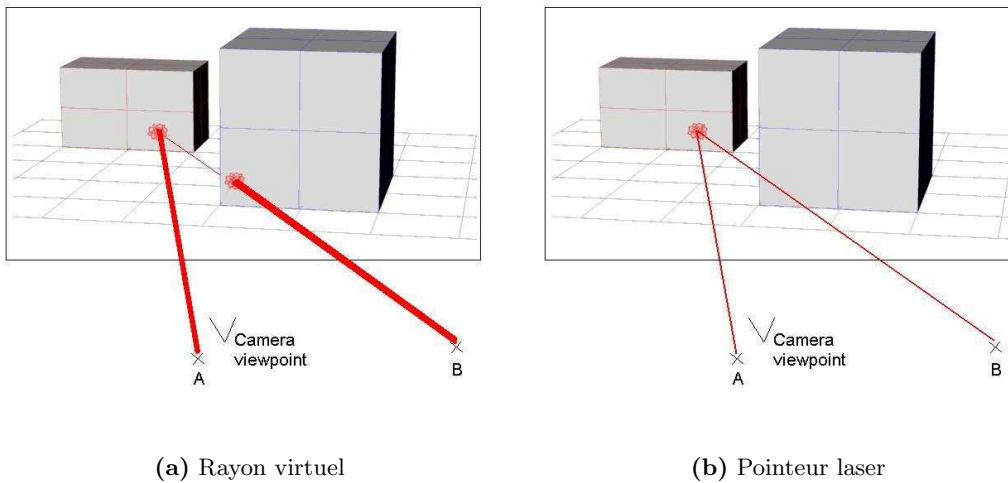 Camera
viewpoint
A
B
Camera
viewpoint
A
B
(a) Rayon virtuel
(b) Pointeur laser